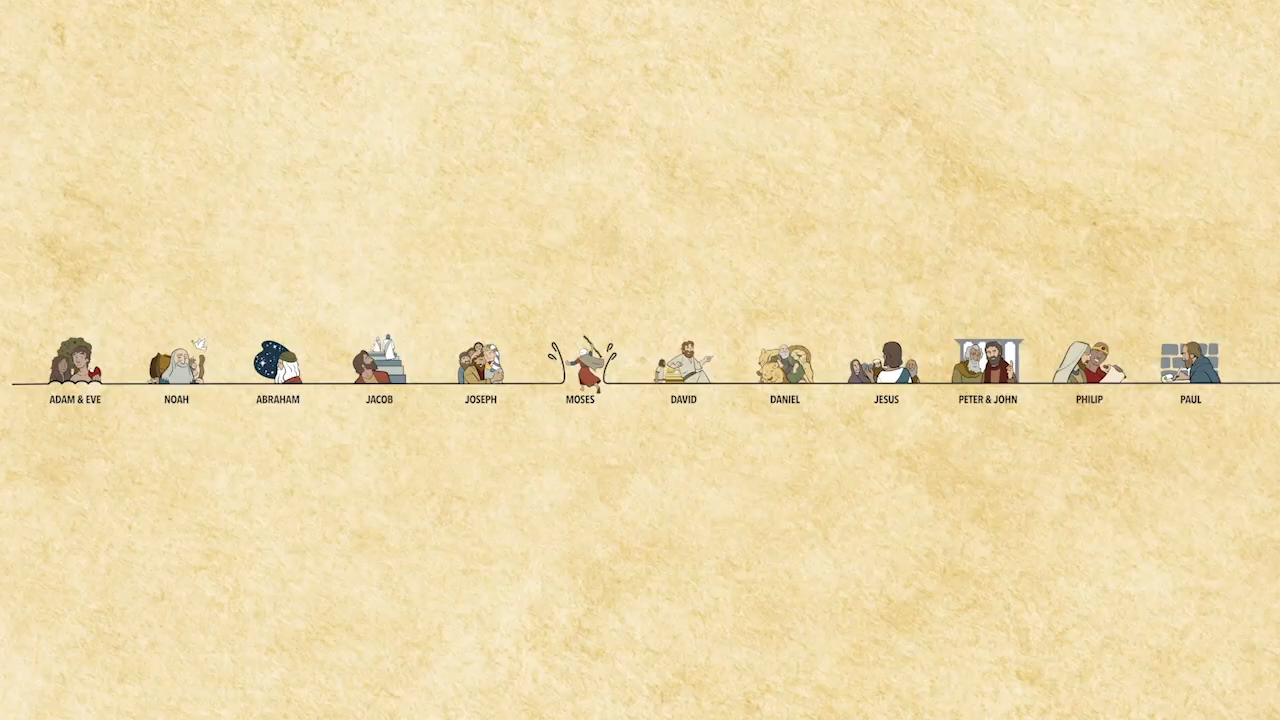 ADAM & EVE
NOAH
ABRAHAM
JACOB
JOSEPH
MOSES
DAVID
DANIEL
JESUS
PETER & JOHN
PHILIP
PAUL